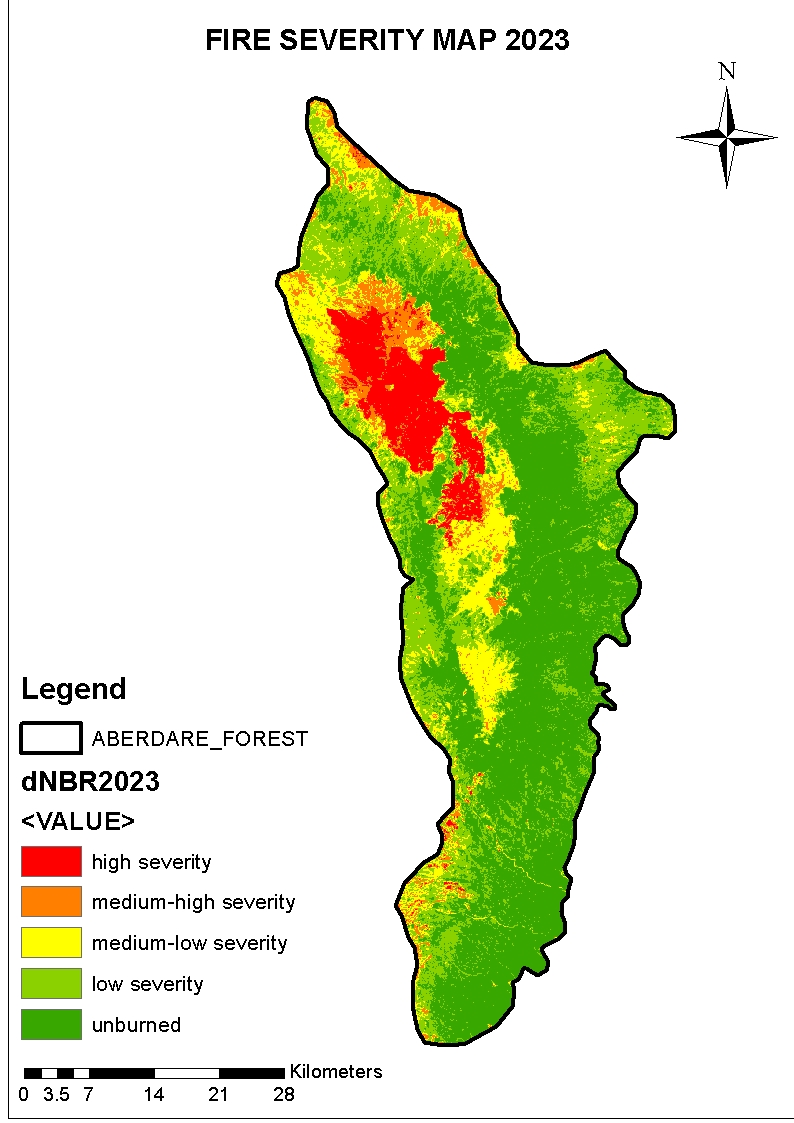 FIRE SEVERITY MAP 2023
N
Legend
ABERDARE_FOREST
dNBR2023
<VALUE>
high severity
medium-high severity
medium-low severity
low severity
unburned
Kilometers
0 3.5 7 14 21 28